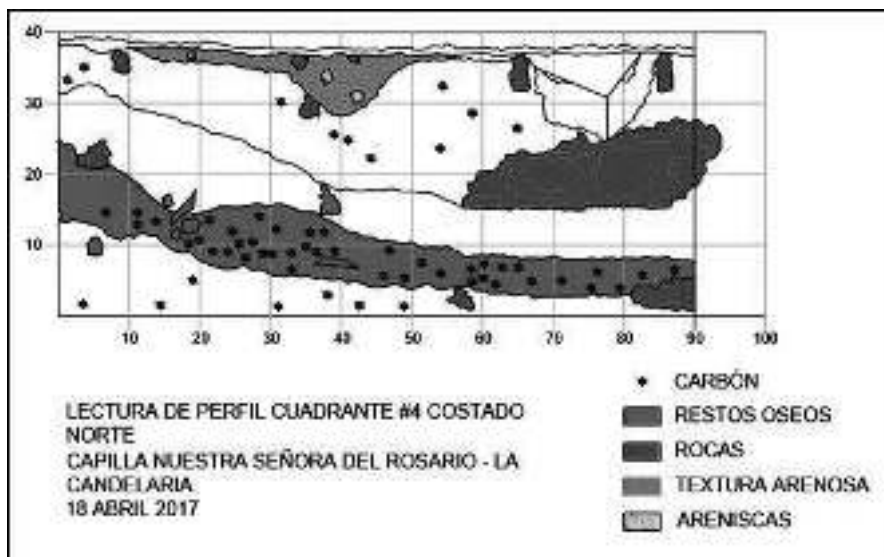 40
30
20
10
10 20 30 40 50 60 70 80 90 100
LECTURA DE PERFIL CUADRANTE #4 COSTADO
NORTE
CAPILLA NUESTRA SEÑORA DEL ROSARIO - LA
CANDELARIA
18 ABRIL 2017
CARBÓN
RESTOS OSEOS
ROCAS
TEXTURA ARENOSA
ARENISCAS